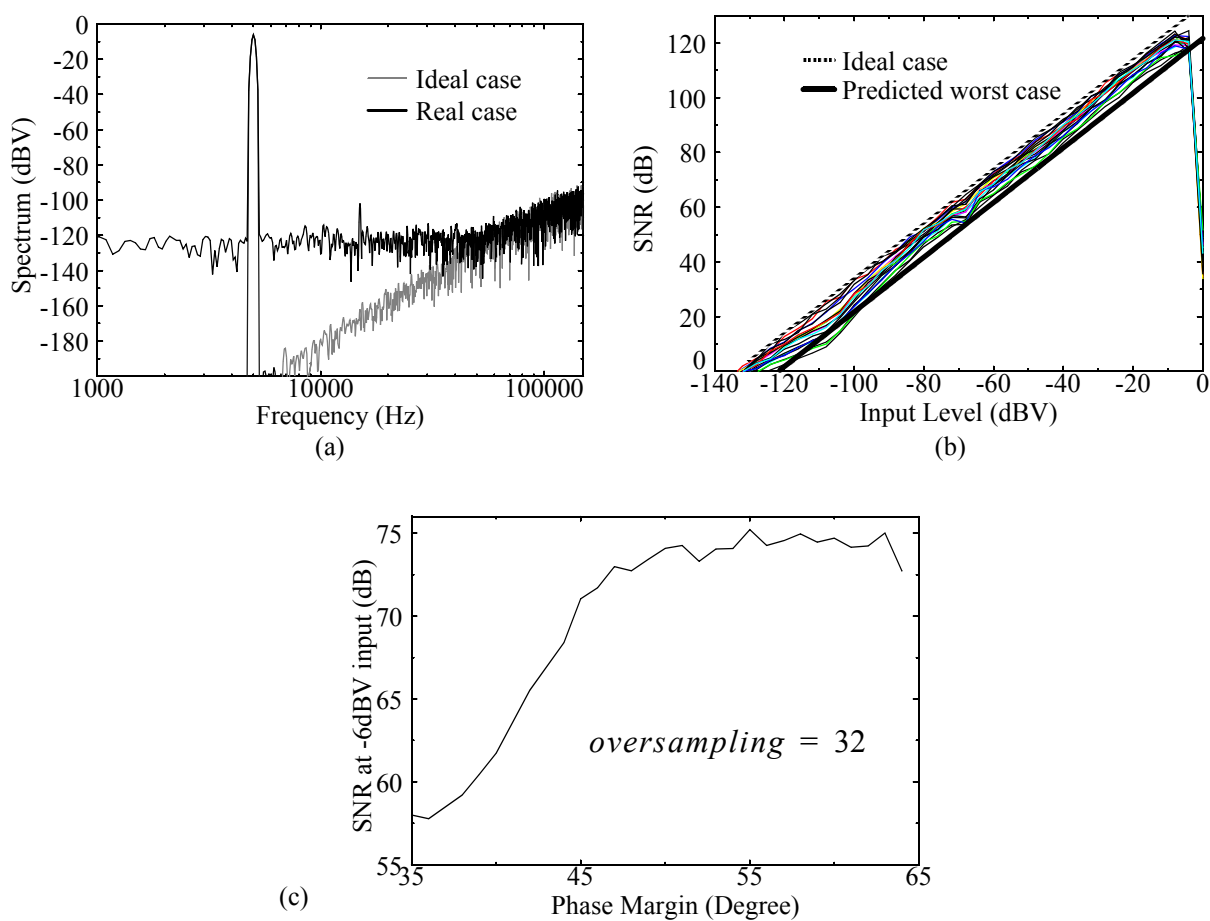 0
-20
-40
-60
-80
-100
-120
-140
-160
-180
Spectrum (dBV)
Ideal case
Real case
1000
10000
100000
Frequency (Hz)
(a)
120
100
80
60
40
20
0
SNR (dB)
Ideal case
Predicted worst case
-140
-120
-100
-80
-60
-40
-20
0
Input Level (dBV)
(b)
75
70
65
60
55
SNR at -6dBV input (dB)
oversampling = 32
35
45
55
65
Phase Margin (Degree)
(c)